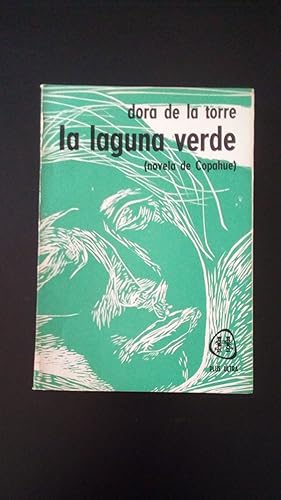 dora de la torre
la laguna verde
(novela de Copahue)
PLUS ULTRA